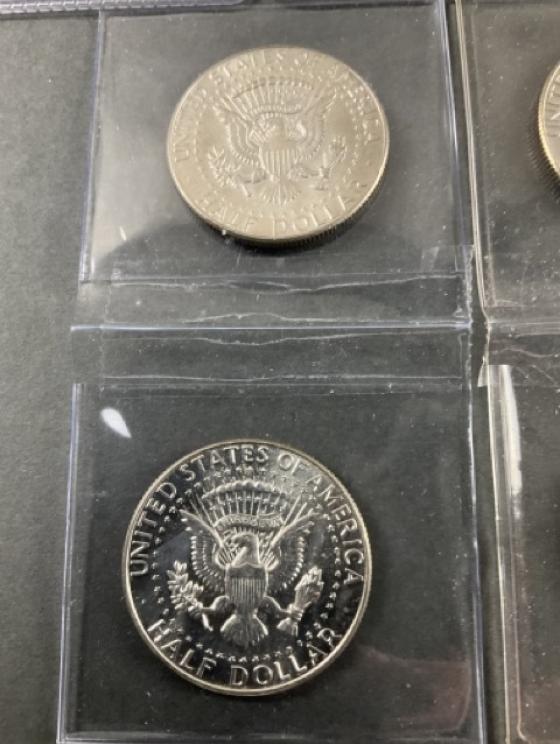 UNITED STATES OF AMERICA
HALF DOLLAR
UNITED STATES OF AMERICA
HALF DOLLAR